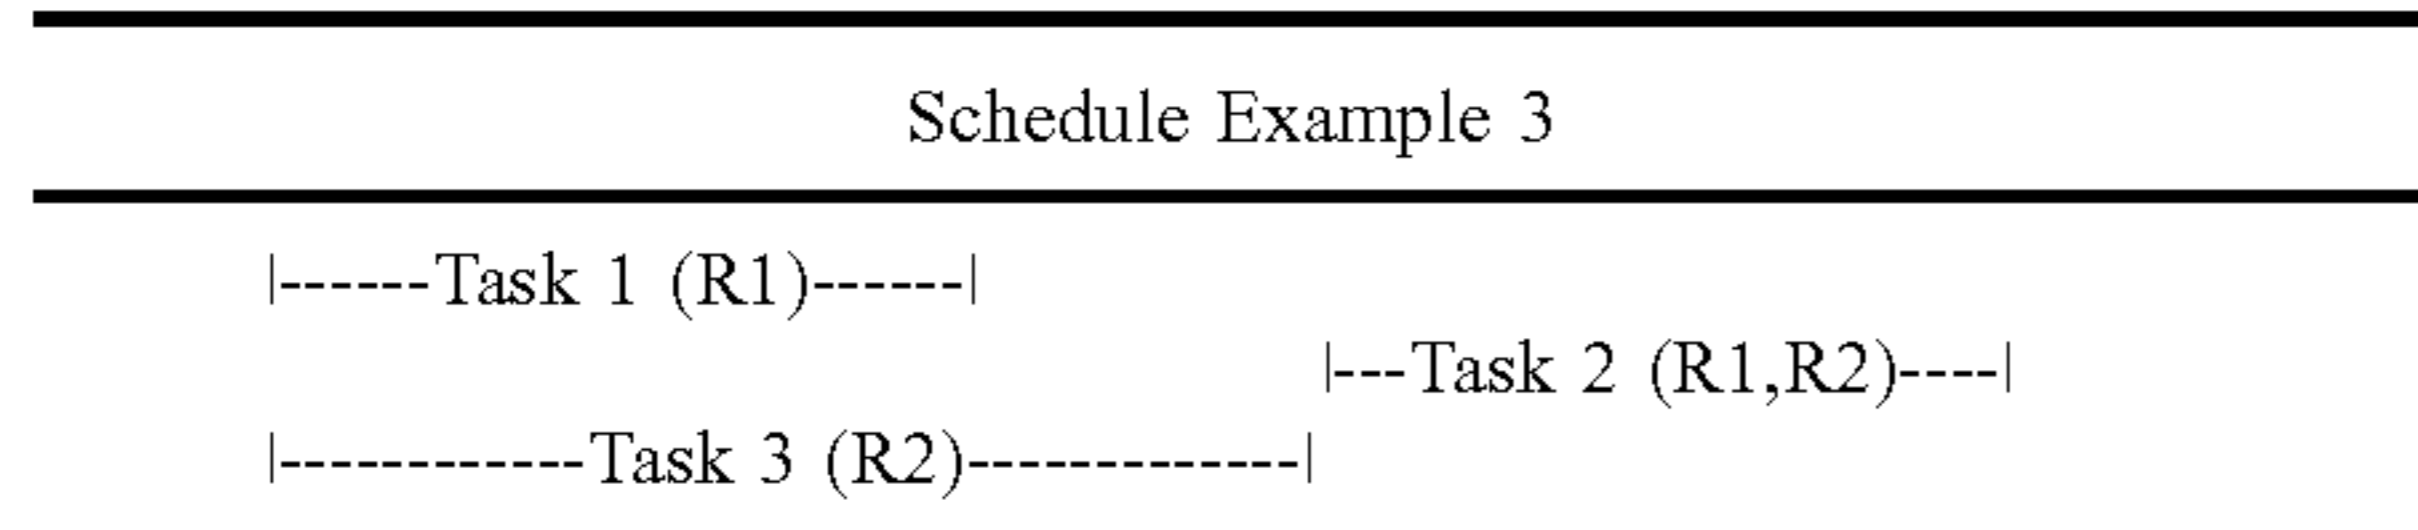 Schedule Example 3
|------Task 1 (R1)------|
|---Task 2 (R1,R2)----|
|------------Task 3 (R2)-------------|